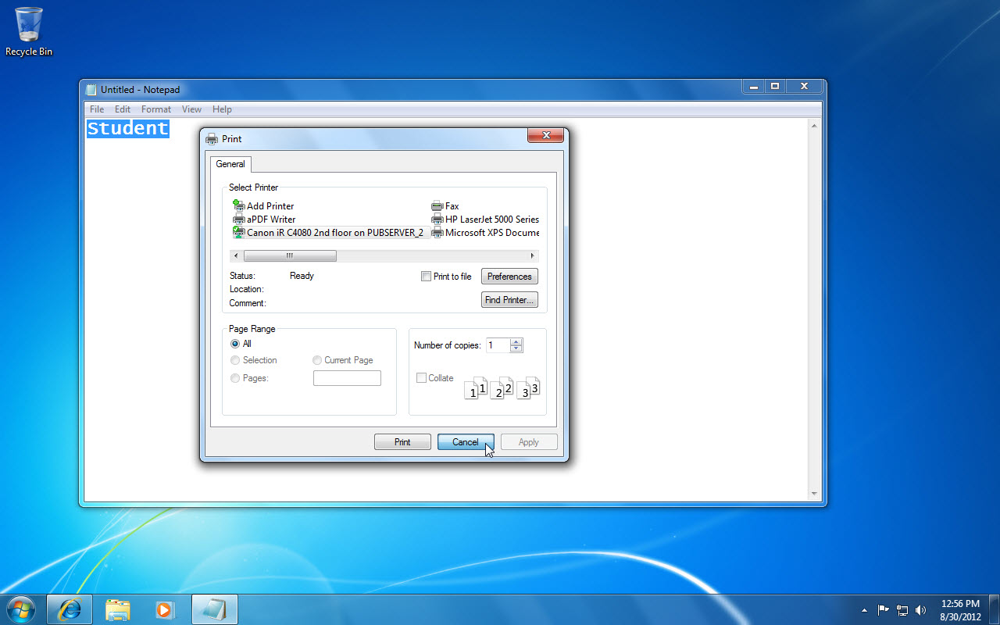 Recycle Bin
Untitled - Notepad
File Edit Format View Help
Student
Print
General
Select Printer
Add Printer Fax
aPDF Writer HP LaserJet 5000 Series
Canon iR C4080 2nd floor on PUBSERVER_2 Microsoft XPS Docume
Status: Ready Print to file Preferences
Location:
Comment: Find Printer...
Page Range
All Number of copies: 1
Selection Current Page
Pages: Collate
1 1 2 2 3 3
Print Cancel Apply
12:56 PM
8/30/2012